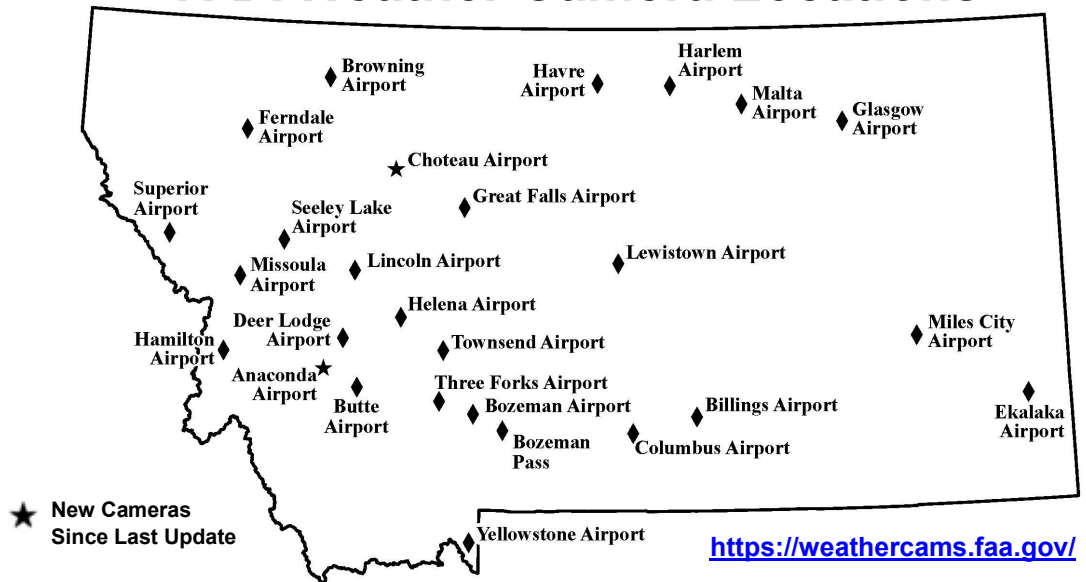 Browning
Airport
Havre
Airport
Harlem
Airport
Malta
Airport
Glasgow
Airport
Ferndale
Airport
Choteau Airport
Superior
Airport
Seeley Lake
Airport
Great Falls Airport
Missoula
Airport
Lincoln Airport
Lewistown Airport
Helena Airport
Hamilton
Airport
Deer Lodge
Airport
Townsend Airport
Miles City
Airport
Anaconda
Airport
Butte
Airport
Three Forks Airport
Bozeman Airport
Bozeman
Pass
Billings Airport
Columbus Airport
Ekalaka
Airport
New Cameras
Since Last Update
Yellowstone Airport
https://weathercams.faa.gov/